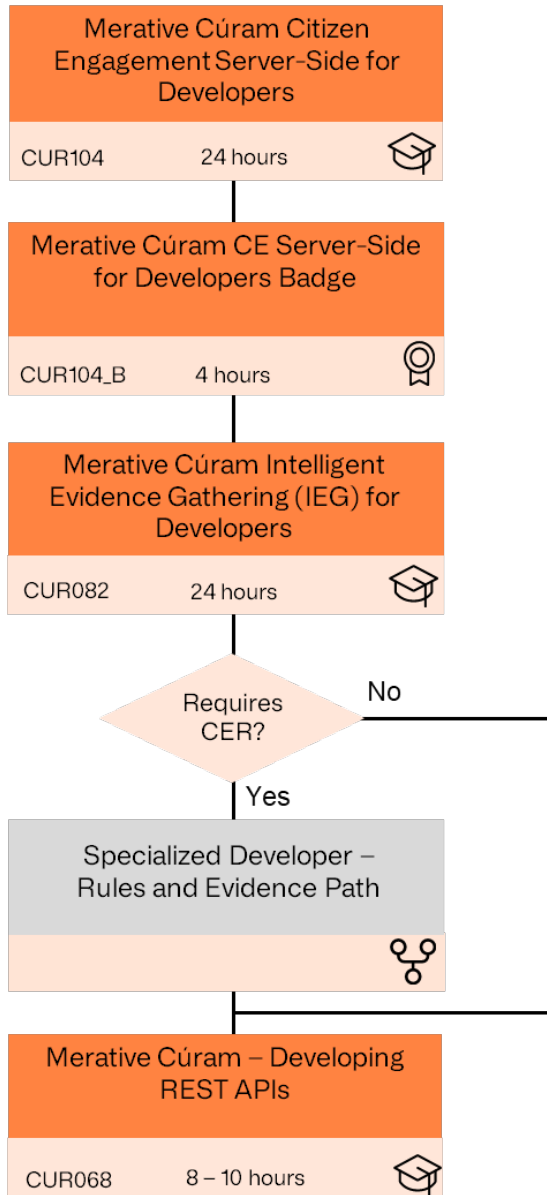 Merative Cúram Citizen
Engagement Server-Side for
Developers
CUR104 24 hours
Merative Cúram CE Server-Side
for Developers Badge
CUR104_B 4 hours
Merative Cúram Intelligent
Evidence Gathering (IEG) for
Developers
CUR082 24 hours
Requires
CER?
No
Yes
Specialized Developer –
Rules and Evidence Path
Merative Cúram – Developing
REST APIs
CUR068 8 – 10 hours